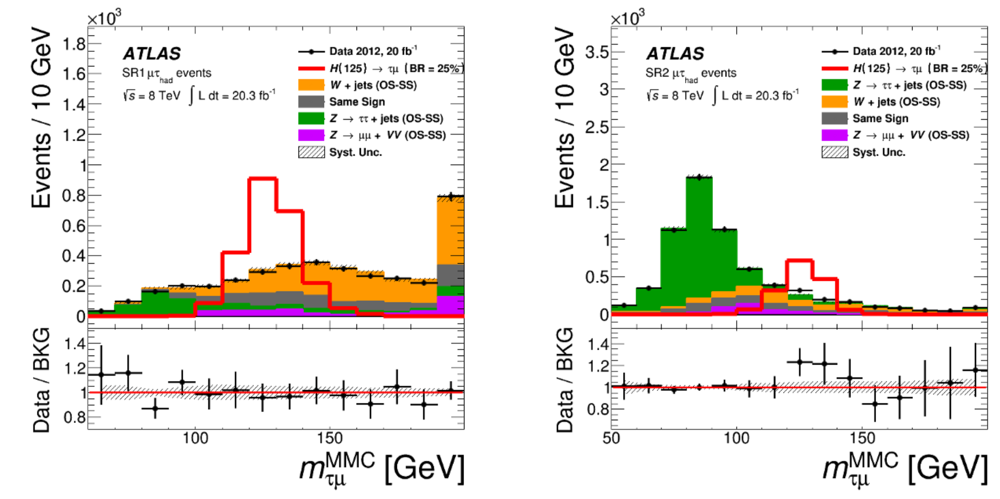 ×10³
Events / 10 GeV
1.8
1.6
1.4
1.2
1
0.8
0.6
0.4
0.2
0
ATLAS
SR1 μτhad events
√s = 8 TeV ∫ L dt = 20.3 fb⁻¹
Data 2012, 20 fb⁻¹
H(125) → τμ (BR = 25%)
W + jets (OS-SS)
Same Sign
Z → ττ + jets (OS-SS)
Z → μμ + VV (OS-SS)
Syst. Unc.
Data / BKG
1.4
1.2
1
0.8
100 150
mτμ^MMC [GeV]
×10³
Events / 10 GeV
3.5
3
2.5
2
1.5
1
0.5
0
ATLAS
SR2 μτhad events
√s = 8 TeV ∫ L dt = 20.3 fb⁻¹
Data 2012, 20 fb⁻¹
H(125) → τμ (BR = 25%)
Z → ττ + jets (OS-SS)
W + jets (OS-SS)
Same Sign
Z → μμ + VV (OS-SS)
Syst. Unc.
Data / BKG
1.4
1.2
1
0.8
50 100 150
mτμ^MMC [GeV]